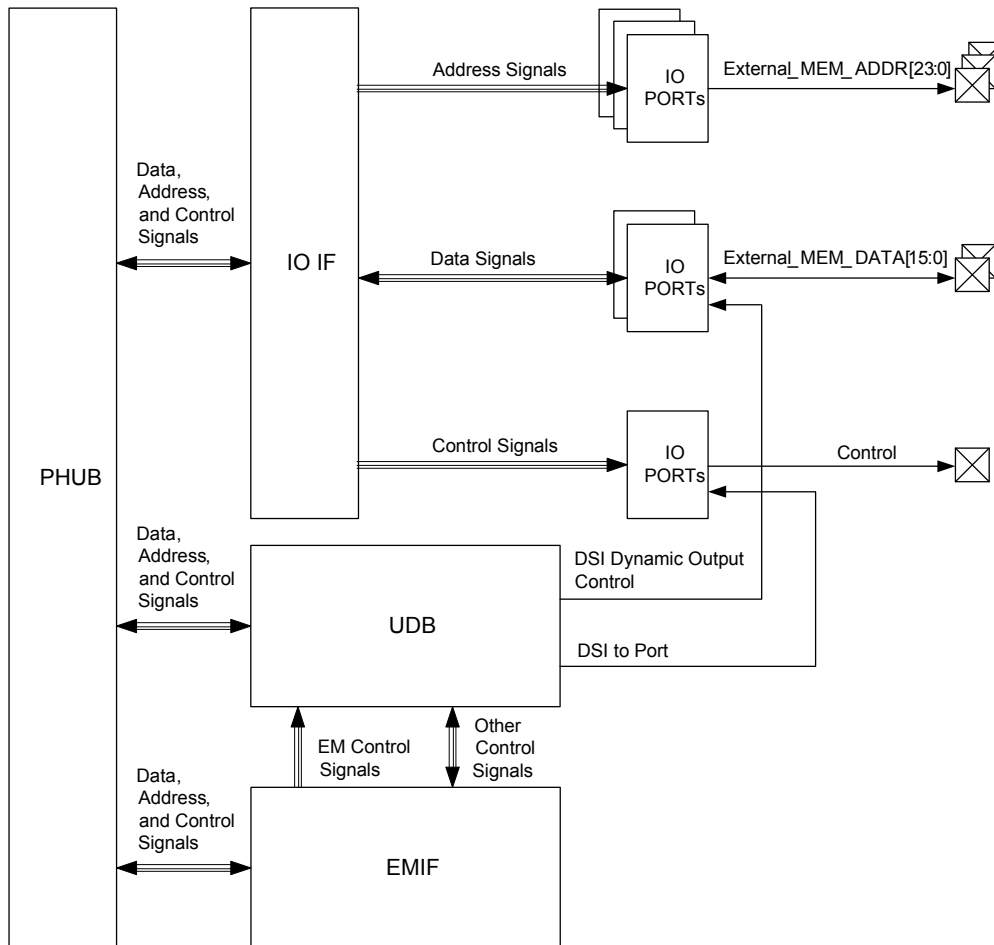 Address Signals
IO
PORTs
External_MEM_ADDR[23:0]
Data,
Address,
and Control
Signals
IO IF
Data Signals
IO
PORTs
External_MEM_DATA[15:0]
Control Signals
IO
PORTs
Control
PHUB
Data,
Address,
and Control
Signals
UDB
DSI Dynamic Output
Control
DSI to Port
EM Control
Signals
Other
Control
Signals
Data,
Address,
and Control
Signals
EMIF